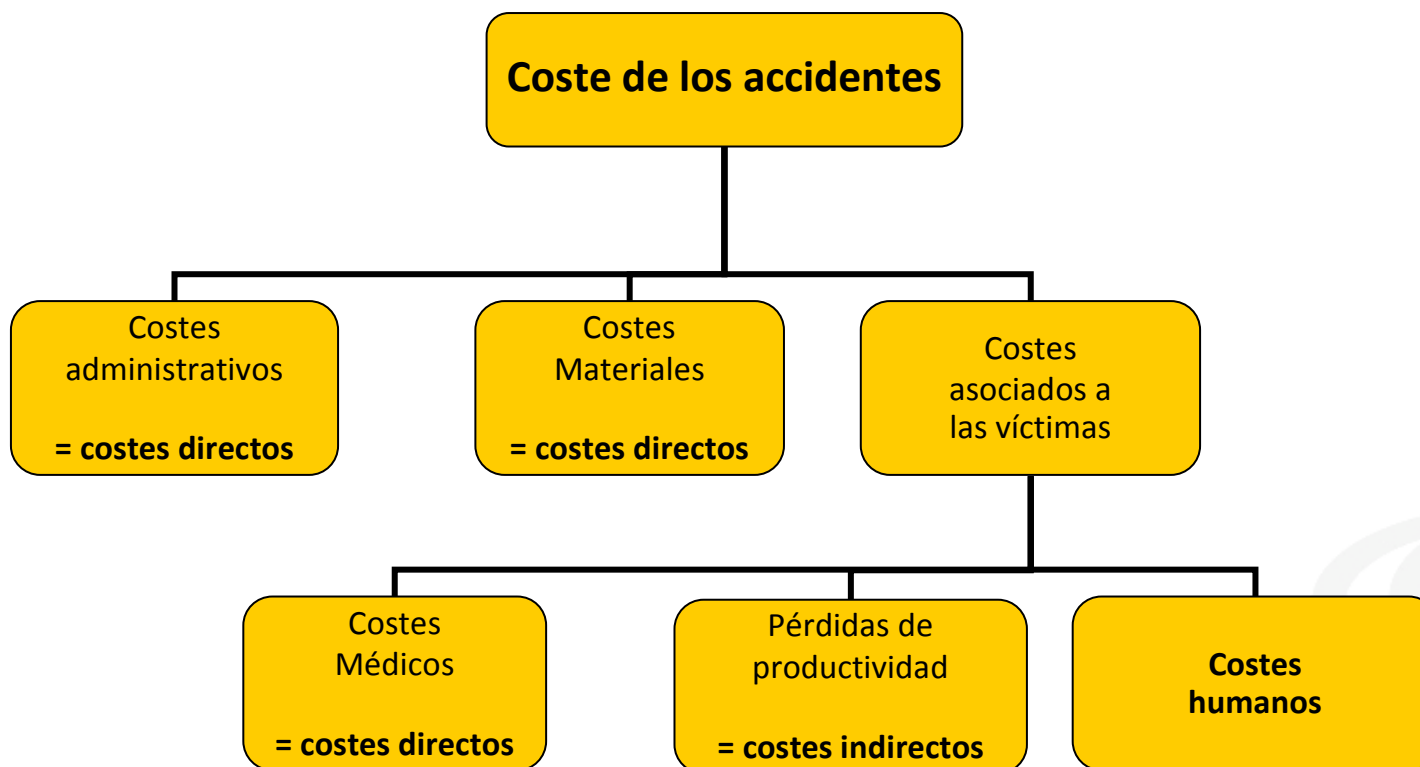 Coste de los accidentes
Costes
administrativos
= costes directos
Costes
Materiales
= costes directos
Costes
asociados a
las víctimas
Costes
Médicos
= costes directos
Pérdidas de
productividad
= costes indirectos
Costes
humanos